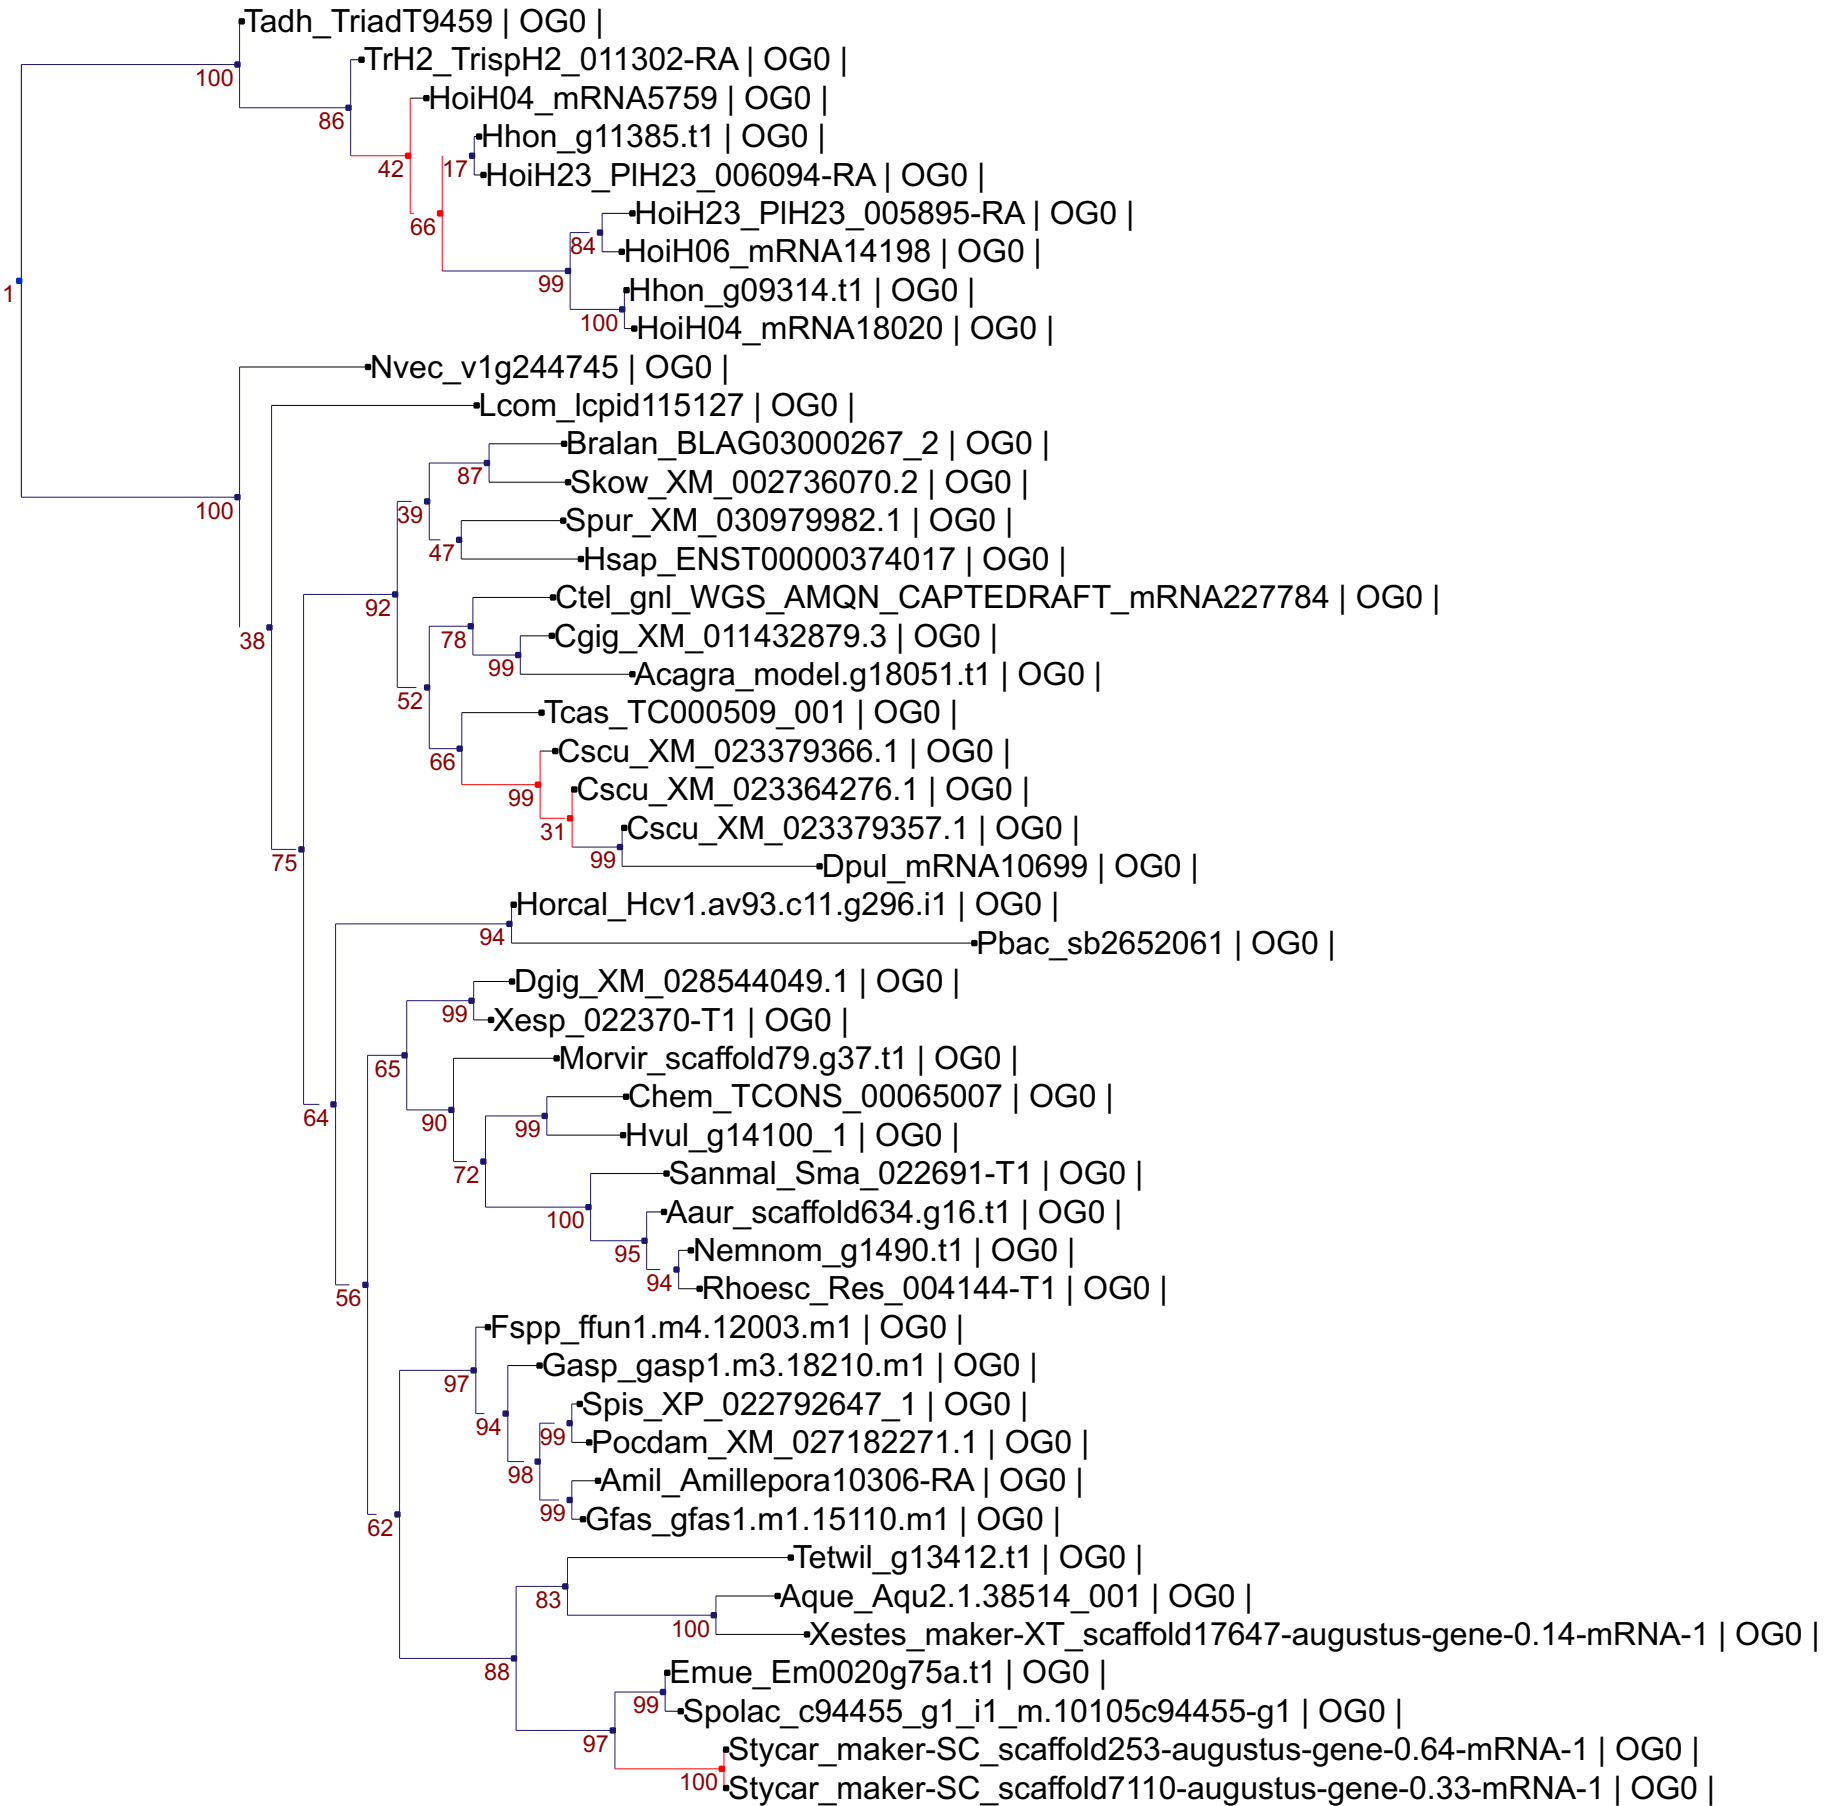 Tadh_TriadT9459 | OG0 |
100
TrH2_TrispH2_011302-RA | OG0 |
86
HoiH04_mRNA5759 | OG0 |
42
Hhon_g11385.t1 | OG0 |
17
HoiH23_PlH23_006094-RA | OG0 |
66
HoiH23_PlH23_005895-RA | OG0 |
84
HoiH06_mRNA14198 | OG0 |
99
Hhon_g09314.t1 | OG0 |
1
100
HoiH04_mRNA18020 | OG0 |
Nvec_v1g244745 | OG0 |
Lcom_lcpid115127 | OG0 |
Bralan_BLAG03000267_2 | OG0 |
87
Skow_XM_002736070.2 | OG0 |
100
39
Spur_XM_030979982.1 | OG0 |
47
Hsap_ENST00000374017 | OG0 |
92
Ctel_gnl_WGS_AMQN_CAPTEDRAFT_mRNA227784 | OG0 |
38
78
Cgig_XM_011432879.3 | OG0 |
99
Acagra_model.g18051.t1 | OG0 |
52
Tcas_TC000509_001 | OG0 |
66
Cscu_XM_023379366.1 | OG0 |
99
Cscu_XM_023364276.1 | OG0 |
31
Cscu_XM_023379357.1 | OG0 |
75
99
Dpul_mRNA10699 | OG0 |
Horcal_Hcv1.av93.c11.g296.i1 | OG0 |
94
Pbac_sb2652061 | OG0 |
Dgig_XM_028544049.1 | OG0 |
99
Xesp_022370-T1 | OG0 |
65
Morvir_scaffold79.g37.t1 | OG0 |
Chem_TCONS_00065007 | OG0 |
64
90
99
Hvul_g14100_1 | OG0 |
72
Sanmal_Sma_022691-T1 | OG0 |
100
Aaur_scaffold634.g16.t1 | OG0 |
95
Nemnom_g1490.t1 | OG0 |
94
Rhoesc_Res_004144-T1 | OG0 |
56
Fspp_ffun1.m4.12003.m1 | OG0 |
97
Gasp_gasp1.m3.18210.m1 | OG0 |
94
Spis_XP_022792647_1 | OG0 |
99
Pocdam_XM_027182271.1 | OG0 |
98
Amil_Amillepora10306-RA | OG0 |
99
Gfas_gfas1.m1.15110.m1 | OG0 |
62
Tetwil_g13412.t1 | OG0 |
83
Aque_Aqu2.1.38514_001 | OG0 |
100
Xestes_maker-XT_scaffold17647-augustus-gene-0.14-mRNA-1 | OG0 |
88
Emue_Em0020g75a.t1 | OG0 |
99
Spolac_c94455_g1_i1_m.10105c94455-g1 | OG0 |
97
Stycar_maker-SC_scaffold253-augustus-gene-0.64-mRNA-1 | OG0 |
100
Stycar_maker-SC_scaffold7110-augustus-gene-0.33-mRNA-1 | OG0 |